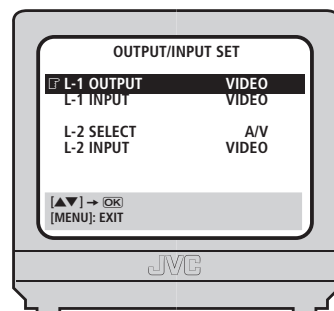 OUTPUT/INPUT SET
☞ L-1 OUTPUT VIDEO
L-1 INPUT VIDEO
L-2 SELECT A/V
L-2 INPUT VIDEO
[▲▼] → OK
[MENU]: EXIT
JVC